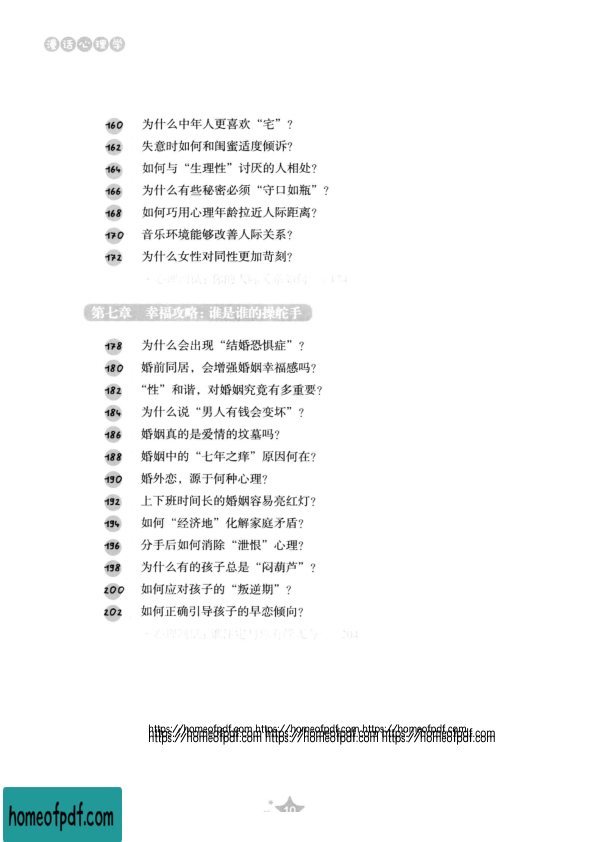 漫话心理学
160 为什么中年人更喜欢“宅”？
162 失意时如何和闺蜜适度倾诉？
164 如何与“生理性”讨厌的人相处？
166 为什么有些秘密必须“守口如瓶”？
168 如何巧用心理年龄拉近人际距离？
170 音乐环境能够改善人际关系？
172 为什么女性对同性更加苛刻？
第七章 幸福攻略：谁是谁的操舵手
178 为什么会出现“结婚恐惧症”？
180 婚前同居，会增强婚姻幸福感吗？
182 “性”和谐，对婚姻究竟有多重要？
184 为什么说“男人有钱会变坏”？
186 婚姻真的是爱情的坟墓吗？
188 婚姻中的“七年之痒”原因何在？
190 婚外恋，源于何种心理？
192 上下班时间长的婚姻容易亮红灯？
194 如何“经济地”化解家庭矛盾？
196 分手后如何消除“泄恨”心理？
198 为什么有的孩子总是“闷葫芦”？
200 如何应对孩子的“叛逆期”？
202 如何正确引导孩子的早恋倾向？
204
https://homeofpdf.com https://homeofpdf.com https://homeofpdf.com
https://homeofpdf.com https://homeofpdf.com https://homeofpdf.com
10
homeofpdf.com